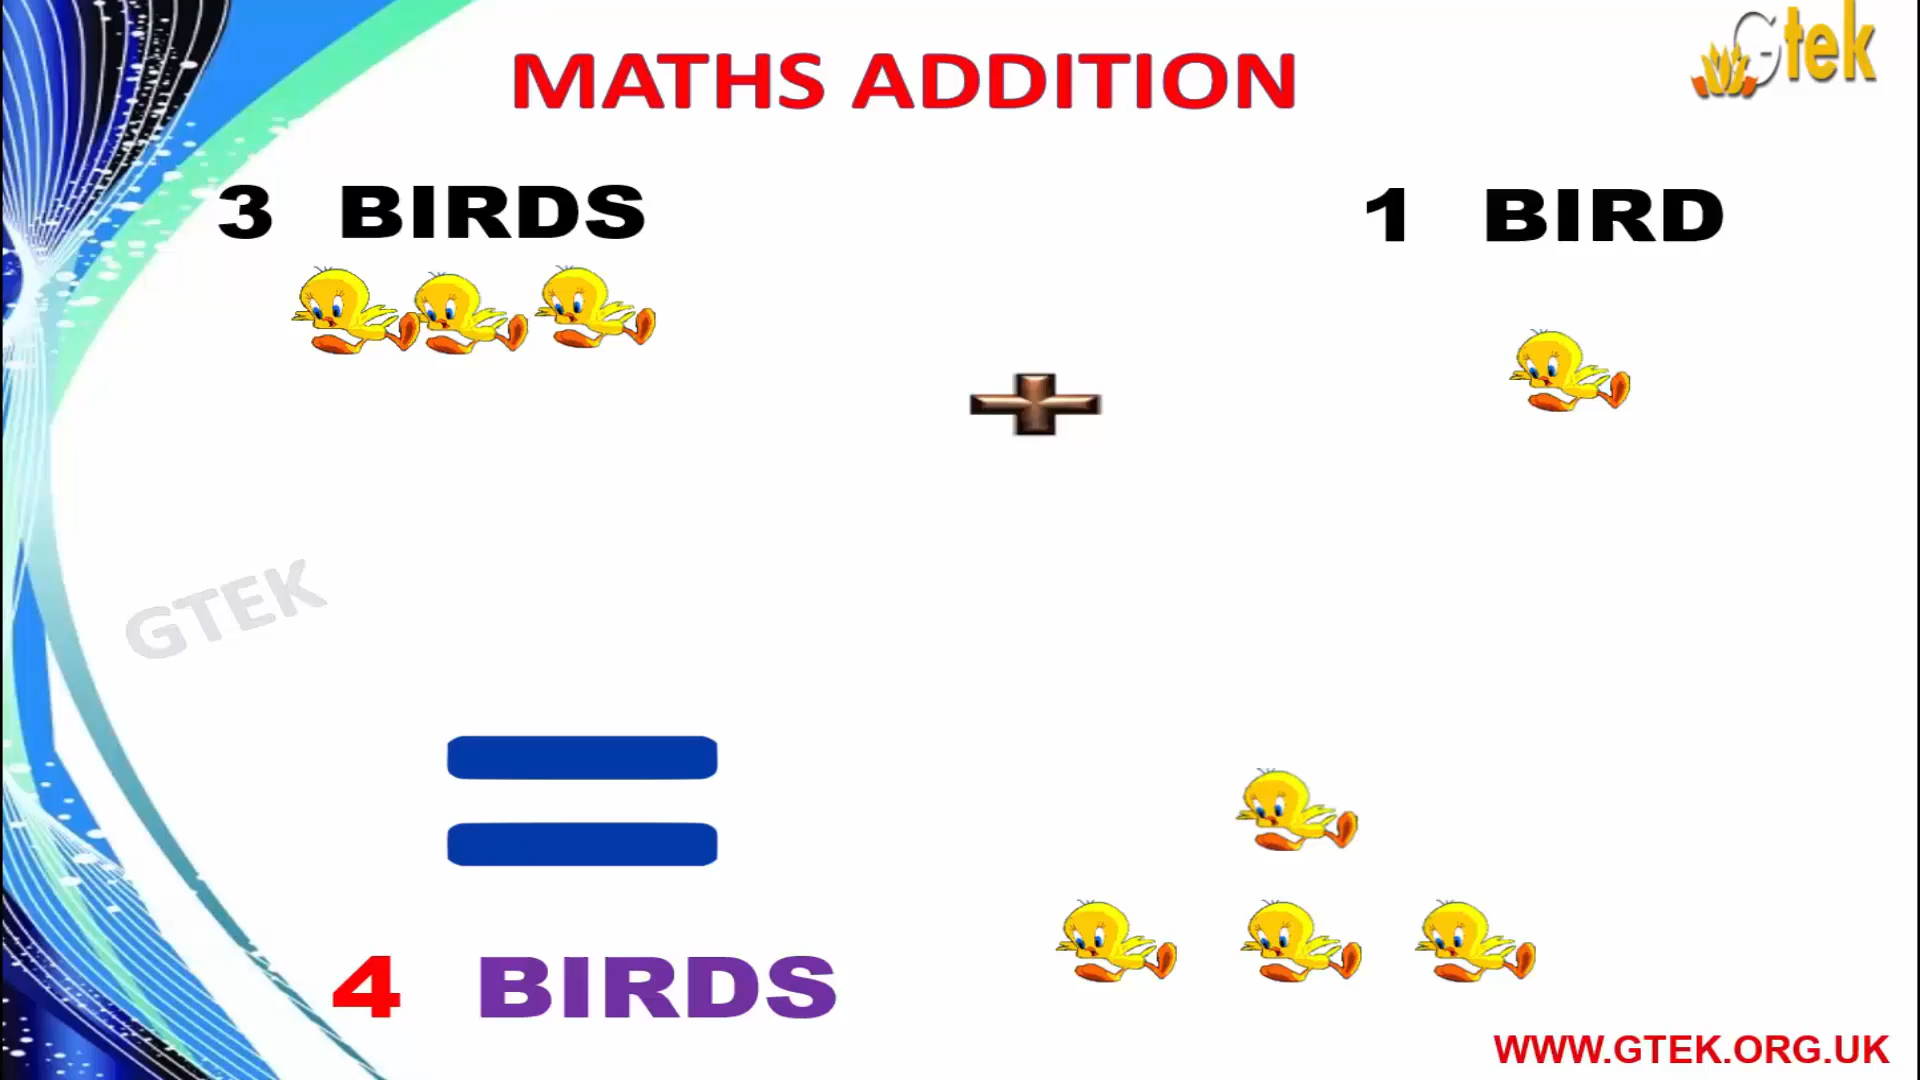 Gtek
MATHS ADDITION
3 BIRDS
1 BIRD
GTEK
4 BIRDS
WWW.GTEK.ORG.UK